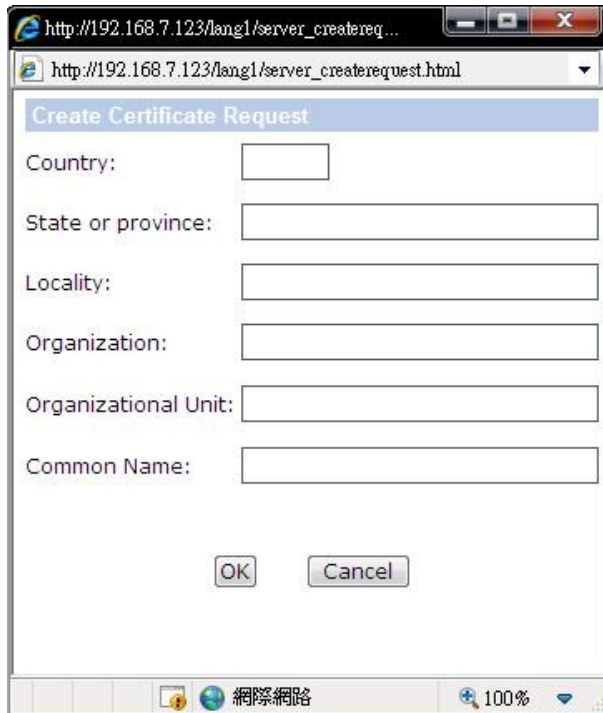 http://192.168.7.123/lang1/server_createreq...
http://192.168.7.123/lang1/server_createrequest.html
Create Certificate Request
Country:
State or province:
Locality:
Organization:
Organizational Unit:
Common Name:
OK Cancel
網際網路 100%